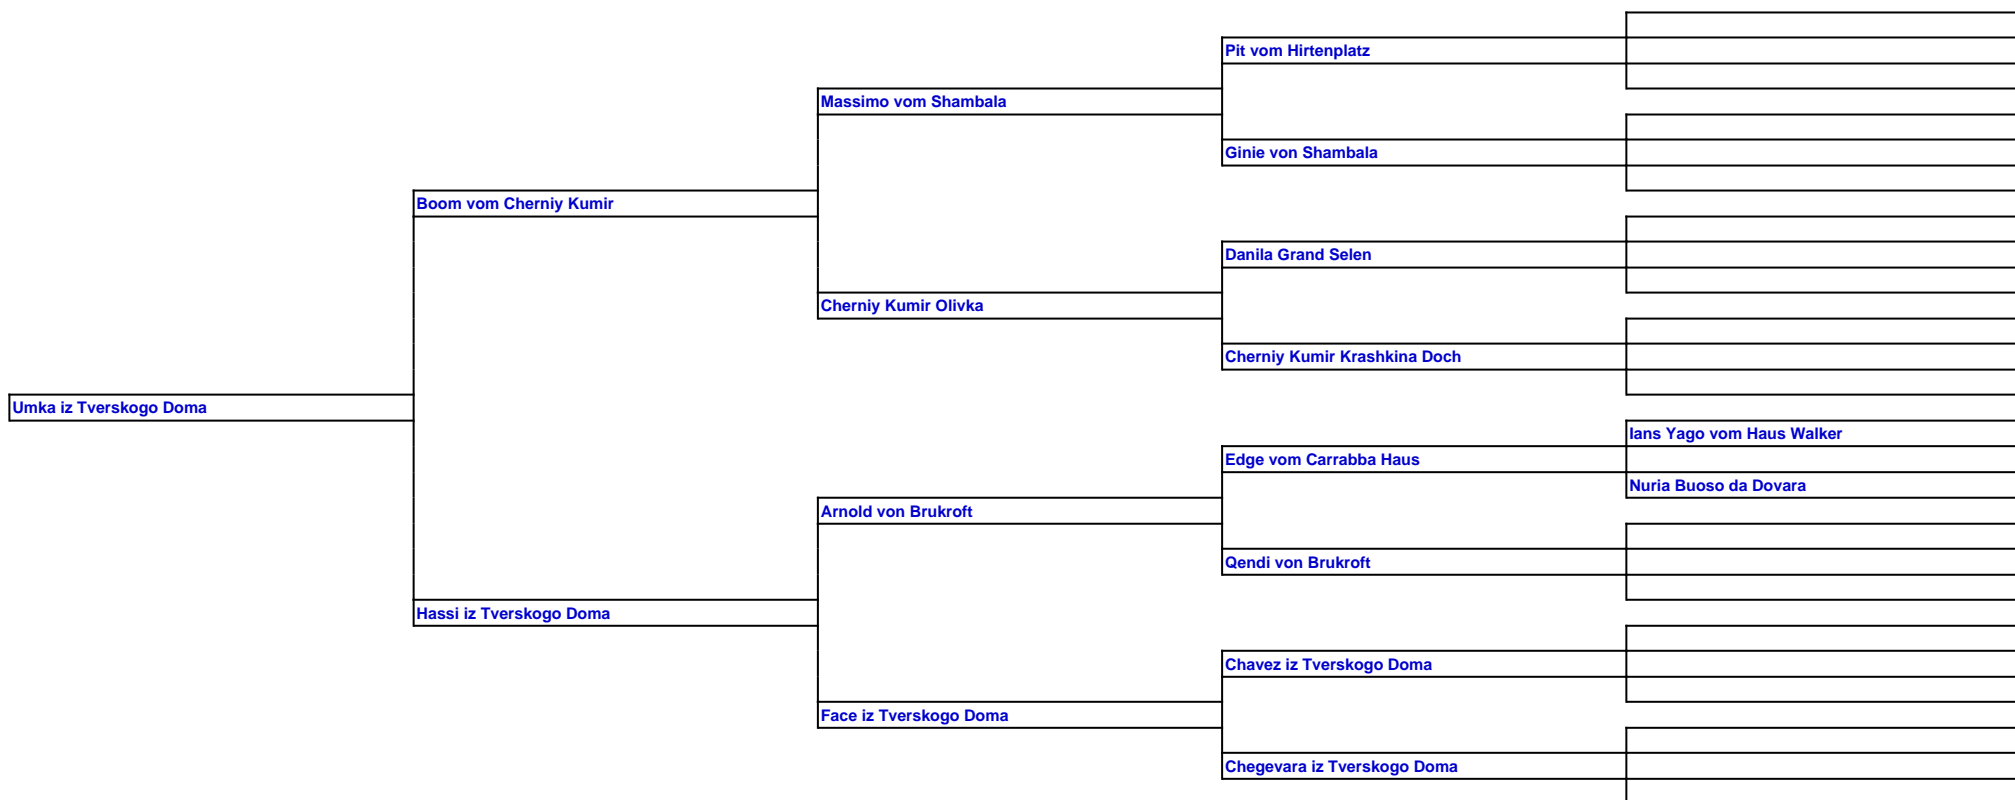 Pit vom Hirtenplatz
Massimo vom Shambala
Ginie von Shambala
Boom vom Cherniy Kumir
Danila Grand Selen
Cherniy Kumir Olivka
Cherniy Kumir Krashkina Doch
Umka iz Tverskogo Doma
Ians Yago vom Haus Walker
Edge vom Carrabba Haus
Nuria Buoso da Dovara
Arnold von Brukroft
Qendi von Brukroft
Hassi iz Tverskogo Doma
Chavez iz Tverskogo Doma
Face iz Tverskogo Doma
Chegevara iz Tverskogo Doma